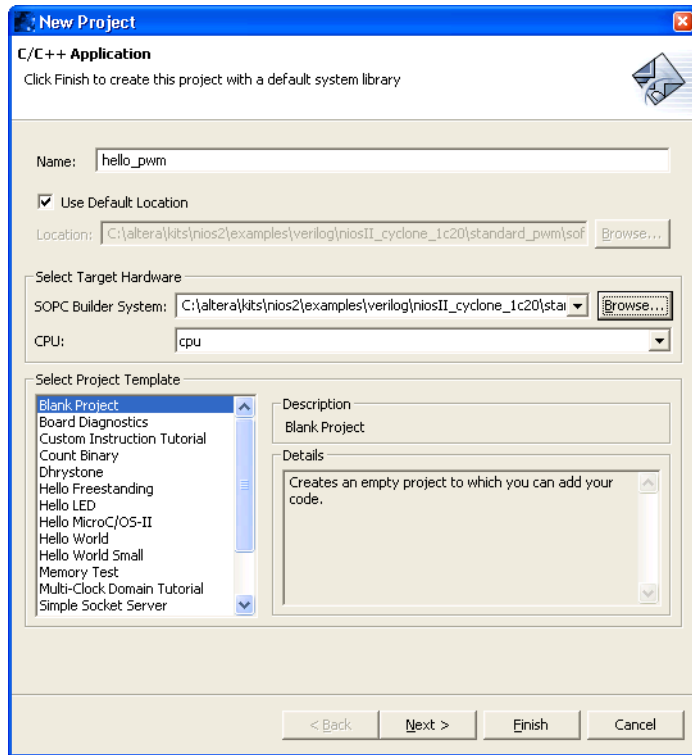 New Project
C/C++ Application
Click Finish to create this project with a default system library
Name: hello_pwm
Use Default Location
Location: C:\altera\kits\nios2\examples\verilog\niosII_cyclone_1c20\standard_pwm\sof Browse...
Select Target Hardware
SOPC Builder System: C:\altera\kits\nios2\examples\verilog\niosII_cyclone_1c20\sta Browse...
CPU: cpu
Select Project Template
Blank Project
Board Diagnostics
Custom Instruction Tutorial
Count Binary
Dhrystone
Hello Freestanding
Hello LED
Hello MicroC/OS-II
Hello World
Hello World Small
Memory Test
Multi-Clock Domain Tutorial
Simple Socket Server
Description
Blank Project
Details
Creates an empty project to which you can add your
code.
< Back Next > Finish Cancel